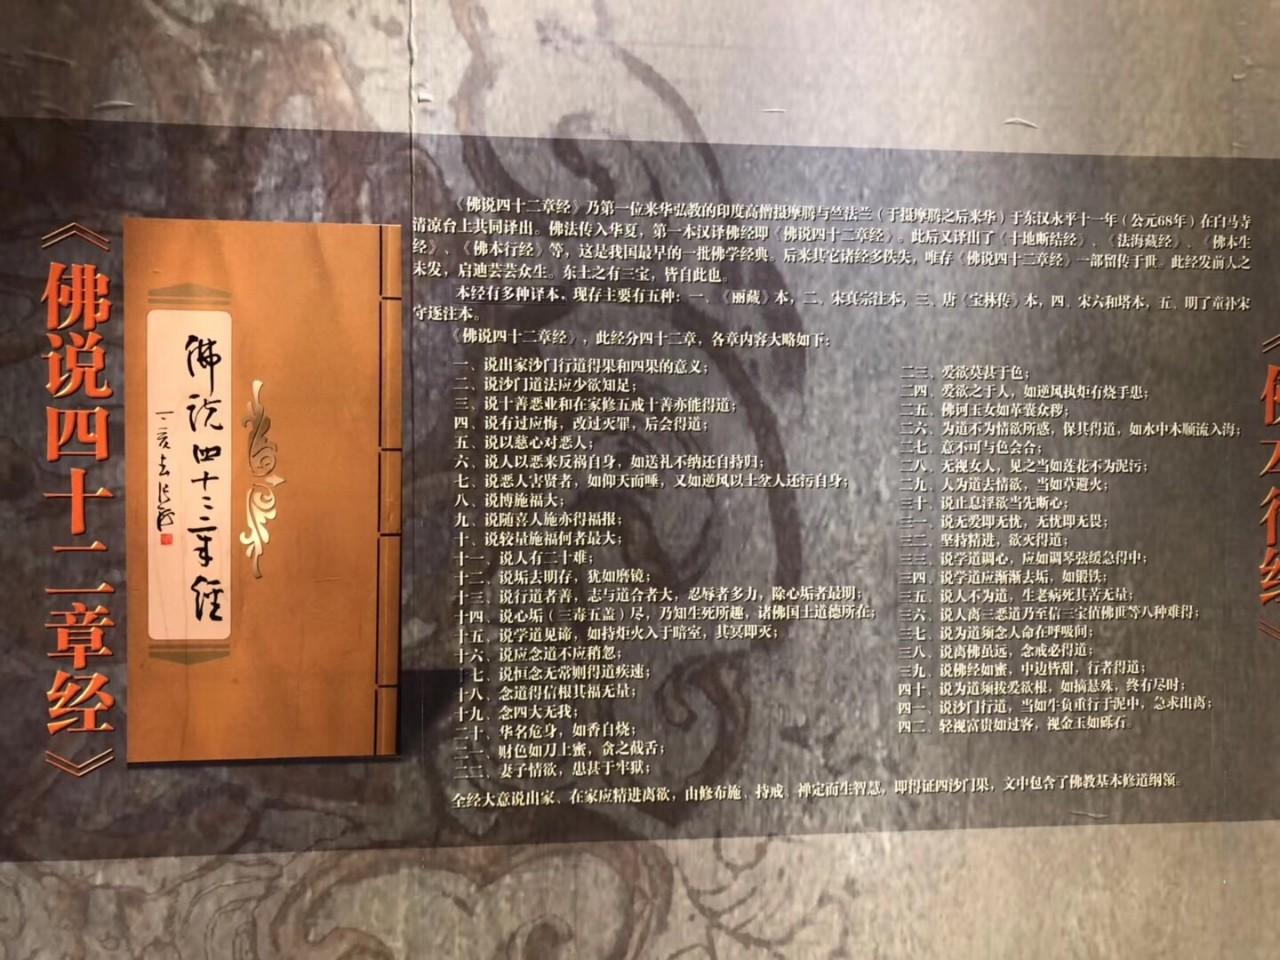 《佛说四十二章经》
佛说四十二章经
《佛说四十二章经》乃第一位来华弘教的印度高僧摄摩腾与竺法兰（于摄摩腾之后来华）于东汉永平十一年（公元68年）在白马寺
清凉台上共同译出。佛法传入华夏，第一本汉译佛经即《佛说四十二章经》。此后又译出了《十地断结经》、《法海藏经》、《佛本生
经》、《佛本行经》等，这是我国最早的一批佛学经典。后来其它诸经多佚失，唯存《佛说四十二章经》一部留传于世。此经发前人之
未发，启迪芸芸众生。东土之有三宝，皆自此也。
本经有多种译本，现存主要有五种：一、《丽藏》本，二、宋真宗注本，三、唐《宝林传》本，四、宋六和塔本，五、明了童补宋
守遂注本。
《佛说四十二章经》，此经分四十二章，各章内容大略如下：
一、说出家沙门行道得果和四果的意义；
二、说沙门道法应少欲知足；
三、说十善恶业和在家修五戒十善亦能得道；
四、说有过应悔，改过灭罪，后会得道；
五、说以慈心对恶人；
六、说人以恶来反祸自身，如送礼不纳还自持归；
七、说恶人害贤者，如仰天而唾，又如逆风以土坌人还污自身；
八、说博施福大；
九、说随喜人施亦得福报；
十、说较量施福何者最大；
十一、说人有二十难；
十二、说垢去明存，犹如磨镜；
十三、说行道者善，志与道合者大，忍辱者多力，除心垢者最明；
十四、说心垢（三毒五盖）尽，乃知生死所趣，诸佛国土道德所在；
十五、说学道见谛，如持炬火入于暗室，其冥即灭；
十六、说应念道不应稍忽；
十七、说恒念无常则得道疾速；
十八、念道得信根其福无量；
十九、念四大无我；
二十、华名危身，如香自烧；
二一、财色如刀上蜜，贪之截舌；
二二、妻子情欲，患甚于牢狱；
二三、爱欲莫甚于色；
二四、爱欲之于人，如逆风执炬有烧手患；
二五、佛诃玉女如革囊众秽；
二六、为道不为情欲所惑，保其得道，如水中木顺流入海；
二七、意不可与色会合；
二八、无视女人，见之当如莲花不为泥污；
二九、人为道去情欲，当如草避火；
三十、说止息淫欲当先断心；
三一、说无爱即无忧，无忧即无畏；
三二、坚持精进，欲灭得道；
三三、说学道调心，应如调琴弦缓急得中；
三四、说学道应渐渐去垢，如锻铁；
三五、说人不为道，生老病死其苦无量；
三六、说人离三恶道乃至信三宝值佛世等八种难得；
三七、说为道须念人命在呼吸间；
三八、说离佛虽远，念戒必得道；
三九、说佛经如蜜，中边皆甜，行者得道；
四十、说为道须拔爱欲根，如摘悬珠，终有尽时；
四一、说沙门行道，当如牛负重行于泥中，急求出离；
四二、轻视富贵如过客，视金玉如砾石。
全经大意说出家、在家应精进离欲，由修布施、持戒、禅定而生智慧，即得证四沙门果，文中包含了佛教基本修道纲领。